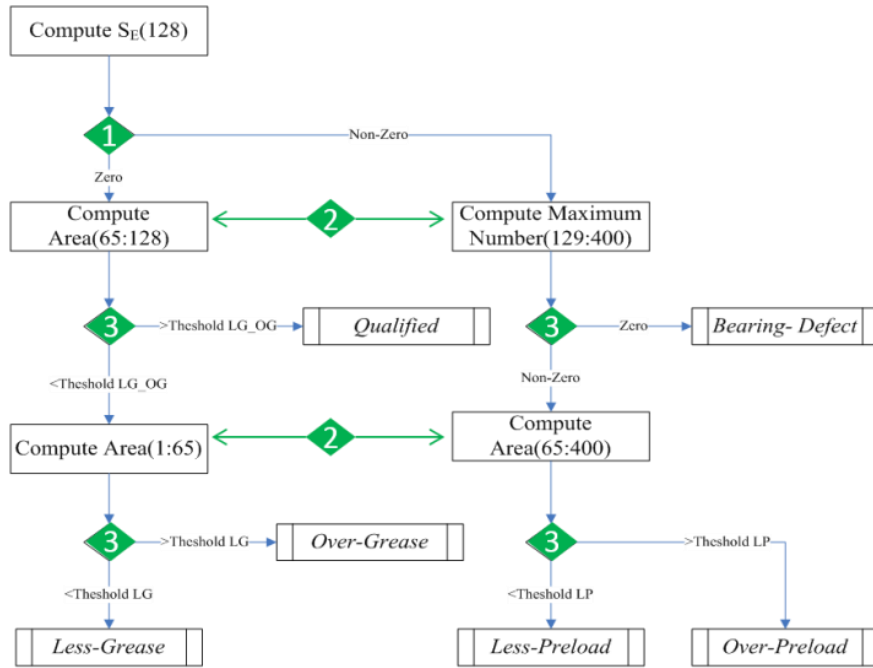 Compute S_E(128)
1
Non-Zero
Zero
Compute
Area(65:128)
2
Compute Maximum
Number(129:400)
3
>Theshold LG_OG
Qualified
3
Zero
Bearing- Defect
<Theshold LG_OG
Non-Zero
Compute Area(1:65)
2
Compute
Area(65:400)
3
>Theshold LG
Over-Grease
3
>Theshold LP
<Theshold LG
<Theshold LP
Less-Grease
Less-Preload
Over-Preload